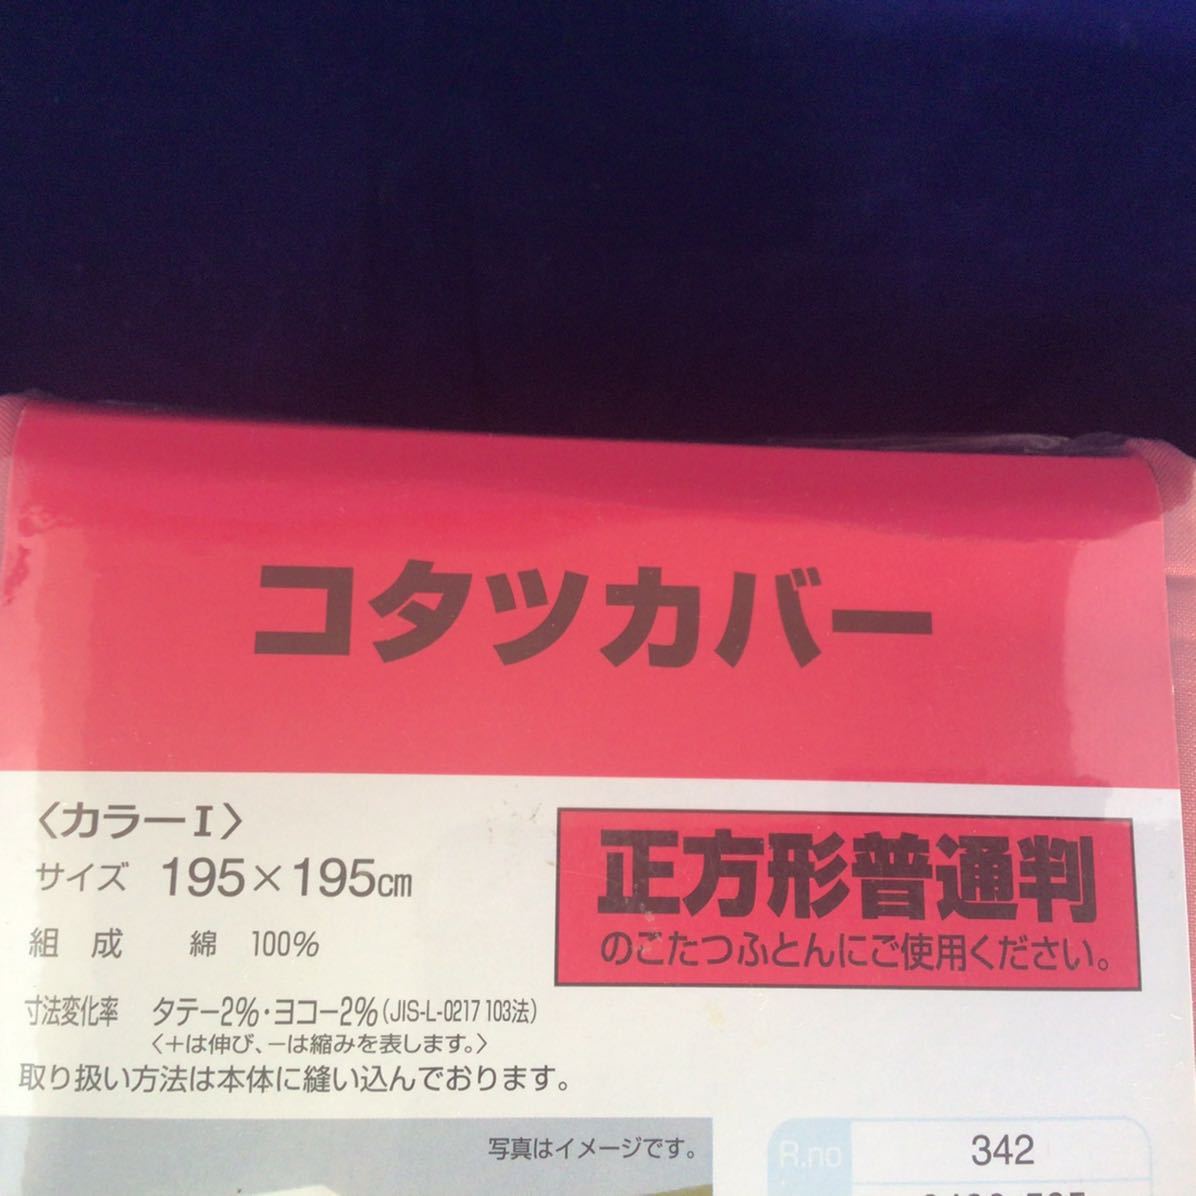 コタツカバー
〈カラーI〉
サイズ 195×195cm
組 成 綿 100%
寸法変化率 タテー2%・ヨコー2%(JIS-L-0217 103法)
〈＋は伸び、－は縮みを表します。〉
取り扱い方法は本体に縫い込んでおります。
正方形普通判
のこたつふとんにご使用ください。
写真はイメージです。
R.no 342